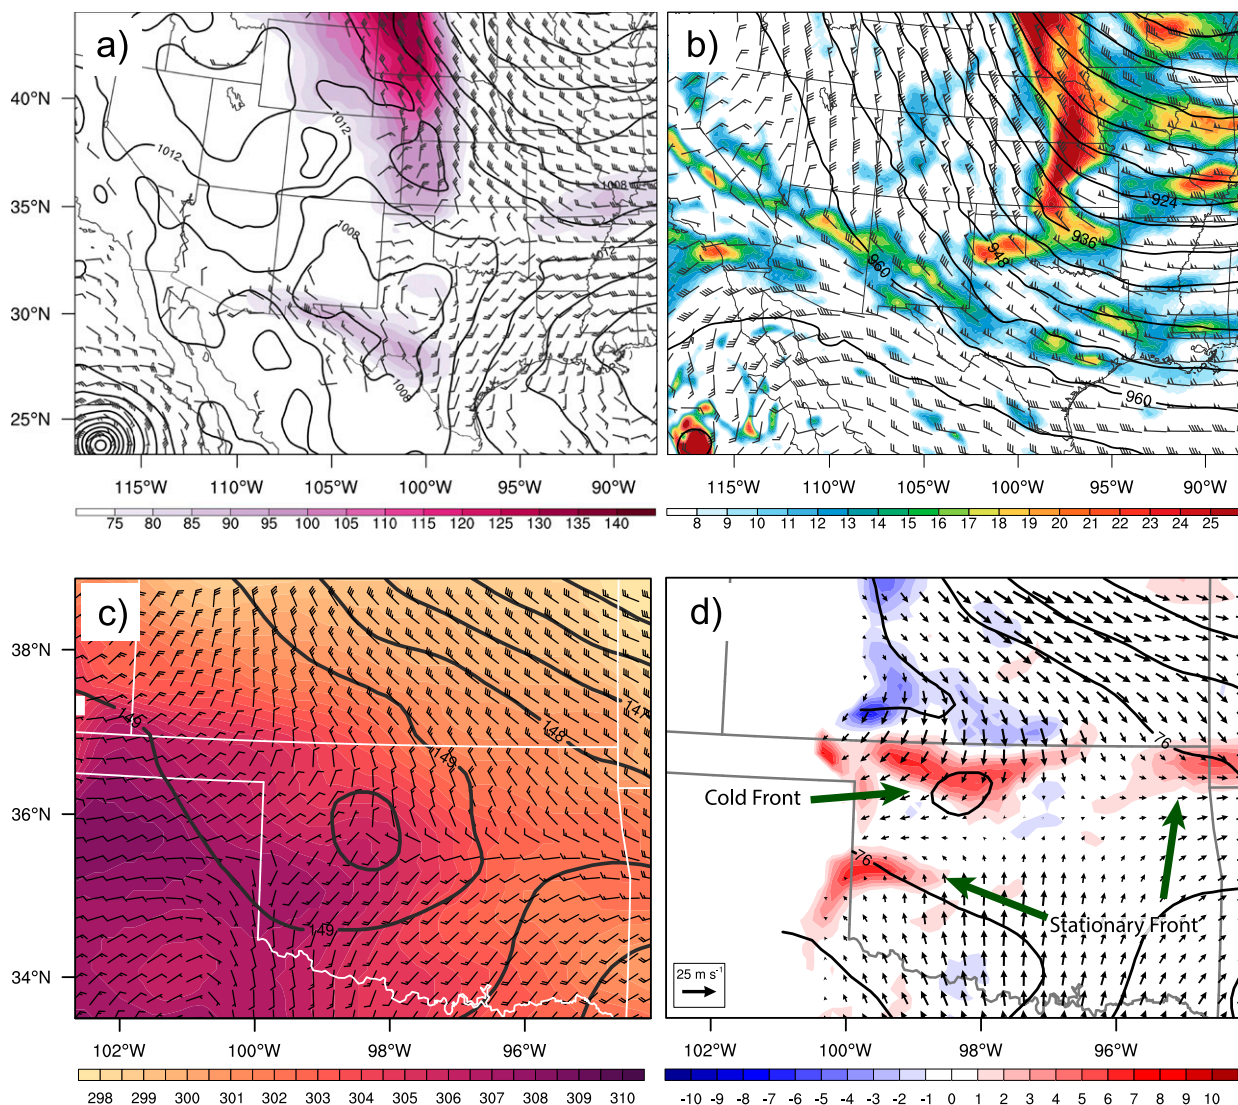 a)
b)
40°N
35°N
30°N
25°N
1012
1012
1008
1008
1012
1008
960
948
936
924
960
115°W 110°W 105°W 100°W 95°W 90°W
115°W 110°W 105°W 100°W 95°W 90°W
75 80 85 90 95 100 105 110 115 120 125 130 135 140
8 9 10 11 12 13 14 15 16 17 18 19 20 21 22 23 24 25
c)
d)
38°N
36°N
34°N
149
149
149
148
147
76
76
Cold Front
Stationary Front
25 m s⁻¹
102°W 100°W 98°W 96°W
102°W 100°W 98°W 96°W
298 299 300 301 302 303 304 305 306 307 308 309 310
-10 -9 -8 -7 -6 -5 -4 -3 -2 -1 0 1 2 3 4 5 6 7 8 9 10